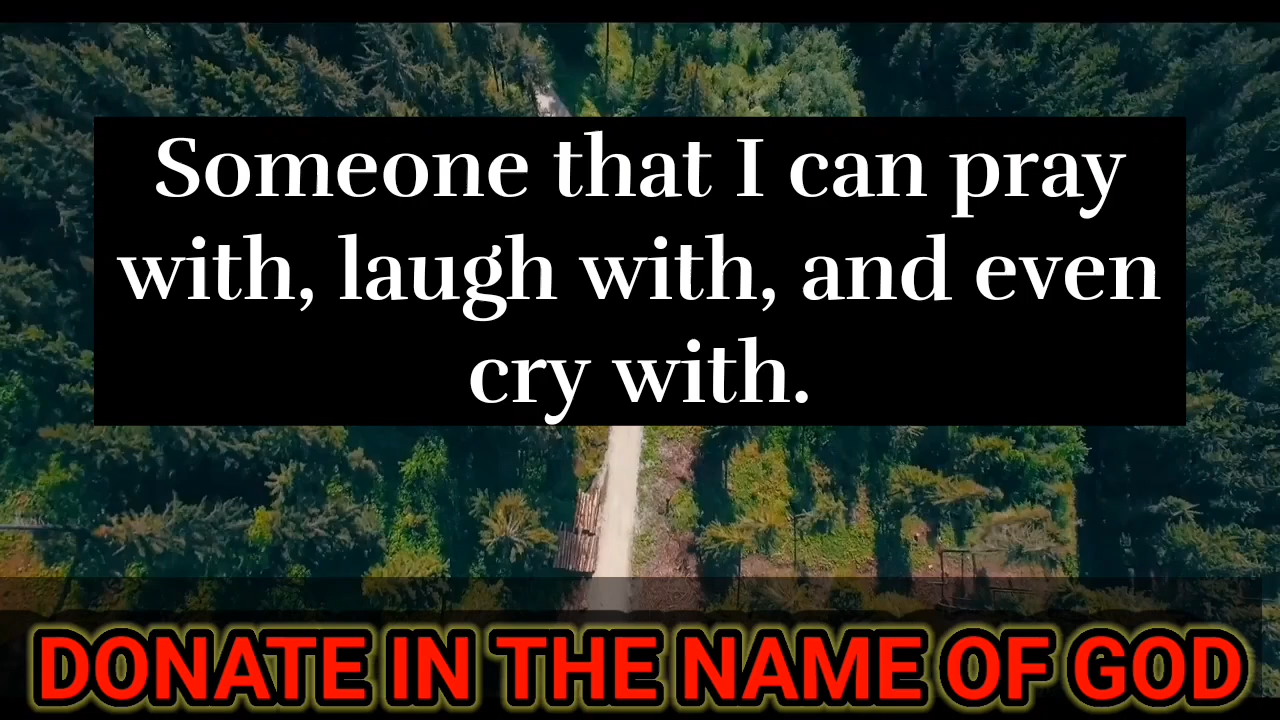 Someone that I can pray
with, laugh with, and even
cry with.
DONATE IN THE NAME OF GOD